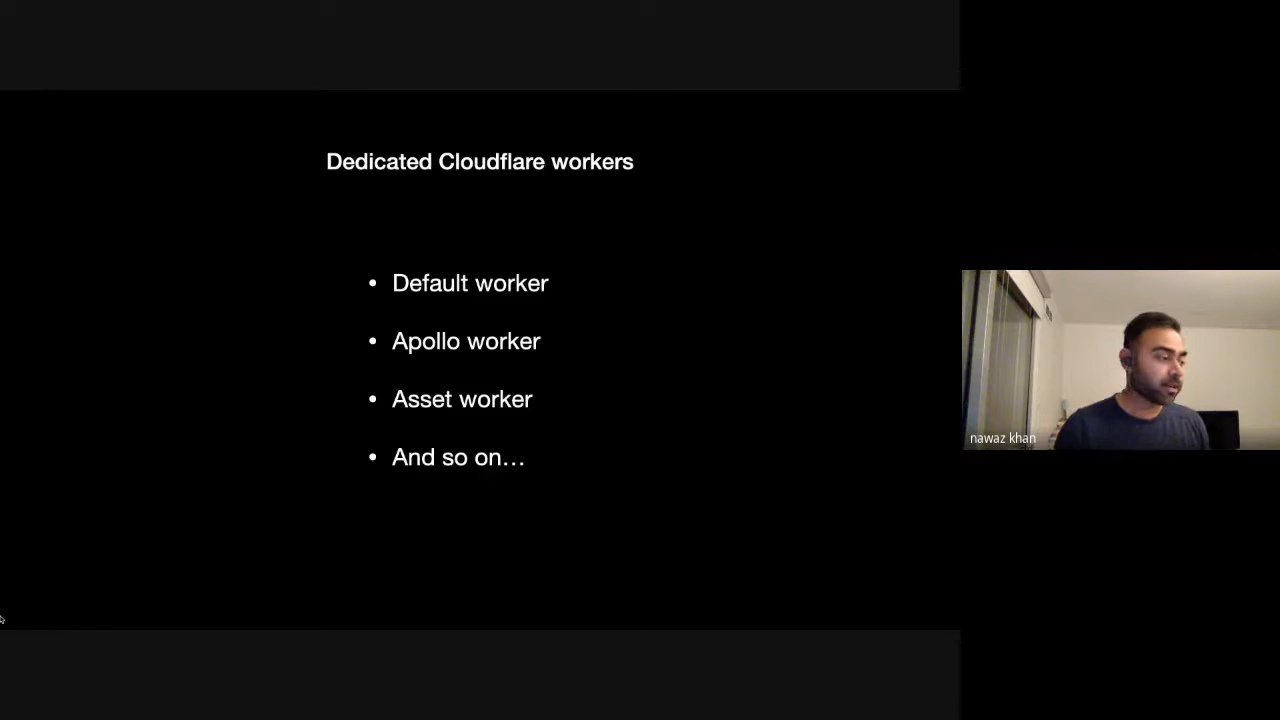 Dedicated Cloudflare workers
• Default worker
• Apollo worker
• Asset worker
• And so on…
nawaz khan